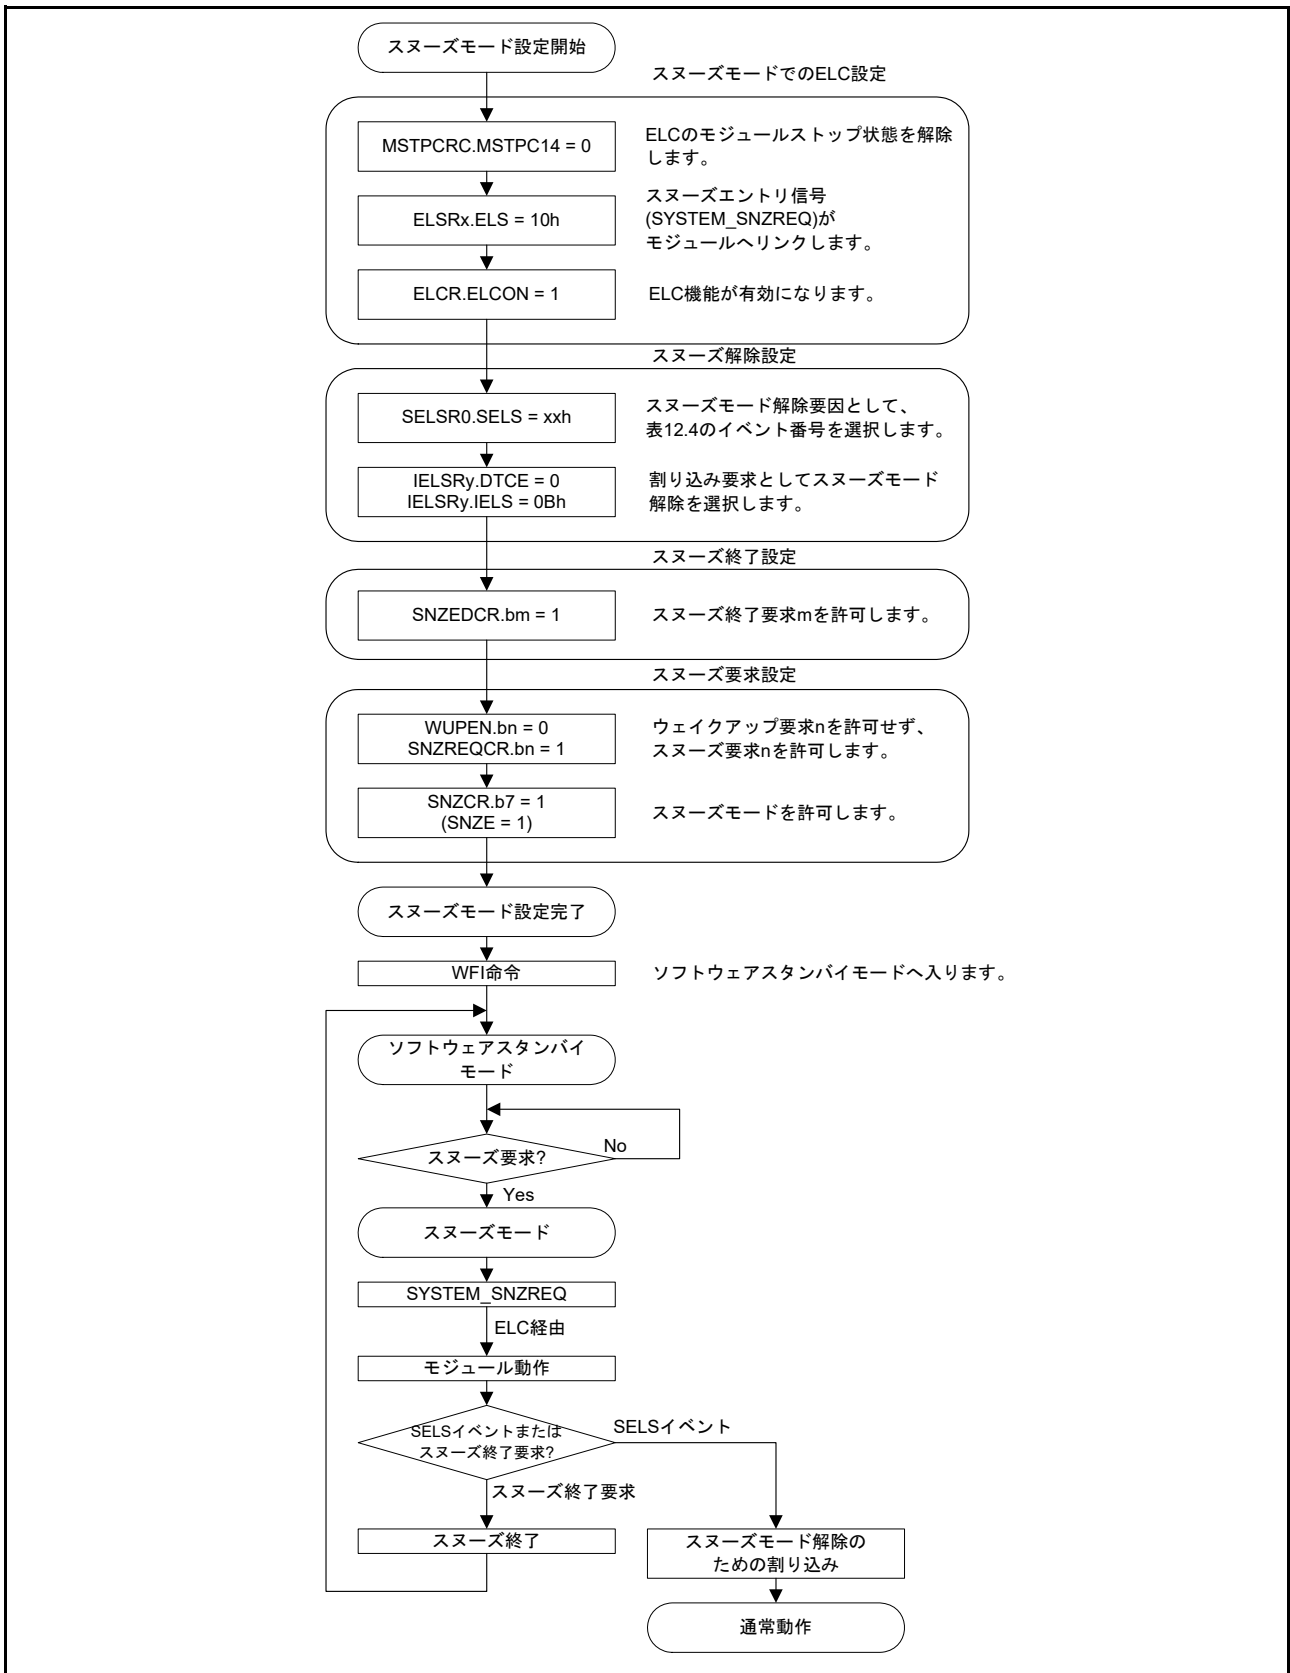 スヌーズモード設定開始
スヌーズモードでのELC設定
MSTPCRC.MSTPC14 = 0
ELCのモジュールストップ状態を解除
します。
ELSRx.ELS = 10h
スヌーズエントリ信号
(SYSTEM_SNZREQ)が
モジュールへリンクします。
ELCR.ELCON = 1
ELC機能が有効になります。
スヌーズ解除設定
SELSR0.SELS = xxh
スヌーズモード解除要因として、
表12.4のイベント番号を選択します。
IELSRy.DTCE = 0
IELSRy.IELS = 0Bh
割り込み要求としてスヌーズモード
解除を選択します。
スヌーズ終了設定
SNZEDCR.bm = 1
スヌーズ終了要求mを許可します。
スヌーズ要求設定
WUPEN.bn = 0
SNZREQCR.bn = 1
ウェイクアップ要求nを許可せず、
スヌーズ要求nを許可します。
SNZCR.b7 = 1
(SNZE = 1)
スヌーズモードを許可します。
スヌーズモード設定完了
WFI命令
ソフトウェアスタンバイモードへ入ります。
ソフトウェアスタンバイ
モード
スヌーズ要求?
No
Yes
スヌーズモード
SYSTEM_SNZREQ
ELC経由
モジュール動作
SELSイベントまたは
スヌーズ終了要求?
SELSイベント
スヌーズ終了要求
スヌーズ終了
スヌーズモード解除の
ための割り込み
通常動作